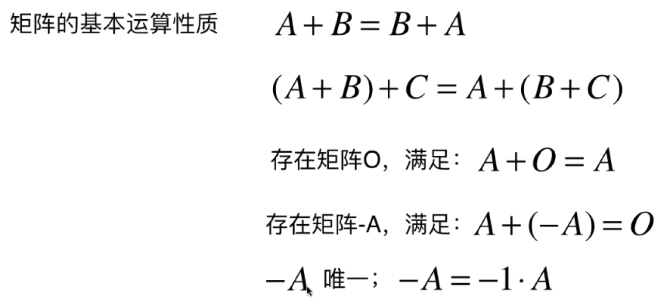 矩阵的基本运算性质 A + B = B + A
(A + B) + C = A + (B + C)
存在矩阵O，满足： A + O = A
存在矩阵-A，满足： A + (−A) = O
−A 唯一； −A = −1 · A